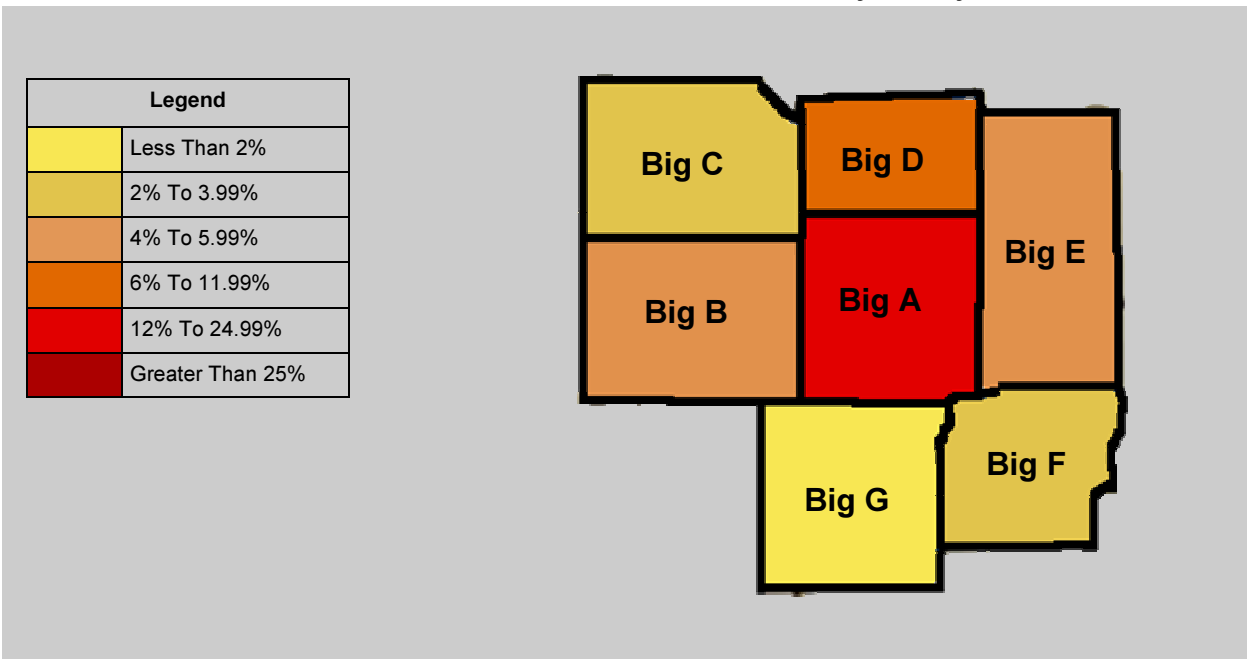 Legend
Less Than 2%
2% To 3.99%
4% To 5.99%
6% To 11.99%
12% To 24.99%
Greater Than 25%
Big C
Big D
Big E
Big B
Big A
Big G
Big F